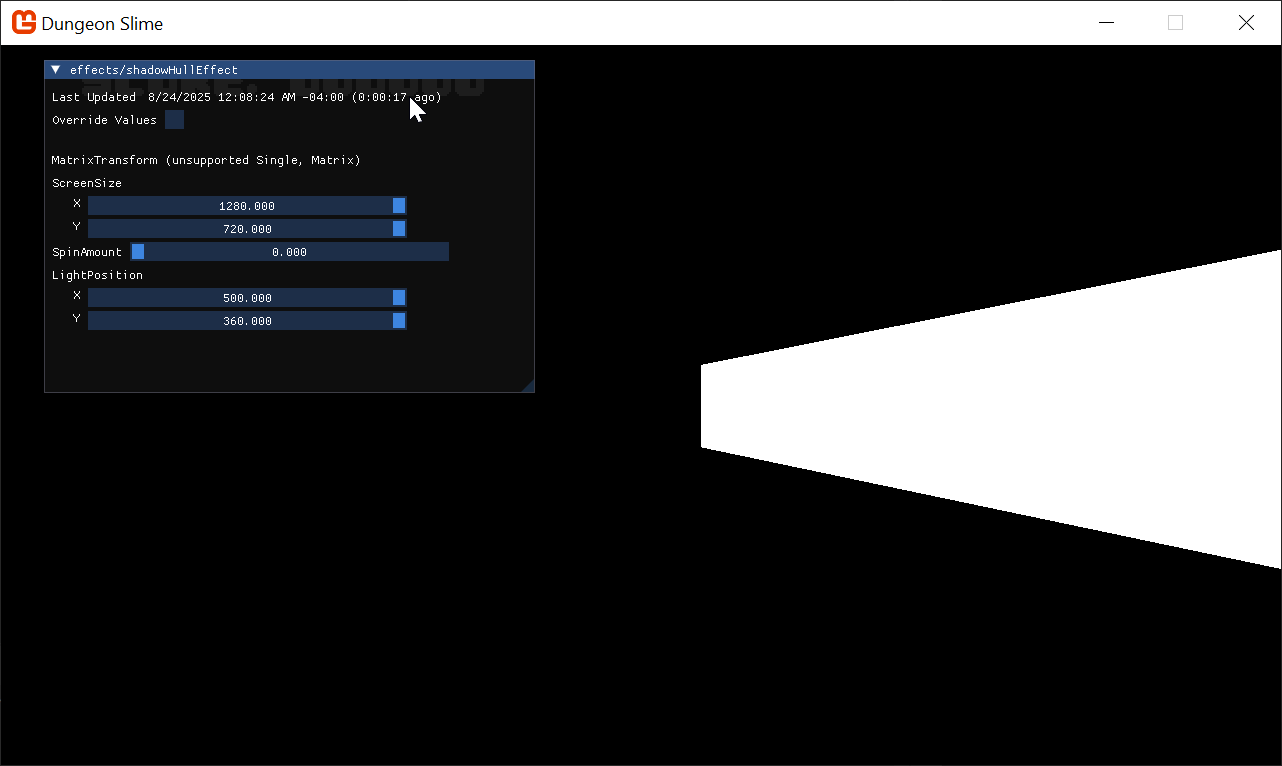 Dungeon Slime
effects/shadowHullEffect
Last Updated 8/24/2025 12:08:24 AM -04:00 (0:00:17 ago)
Override Values
MatrixTransform (unsupported Single, Matrix)
ScreenSize
X 1280.000
Y 720.000
SpinAmount 0.000
LightPosition
X 500.000
Y 360.000